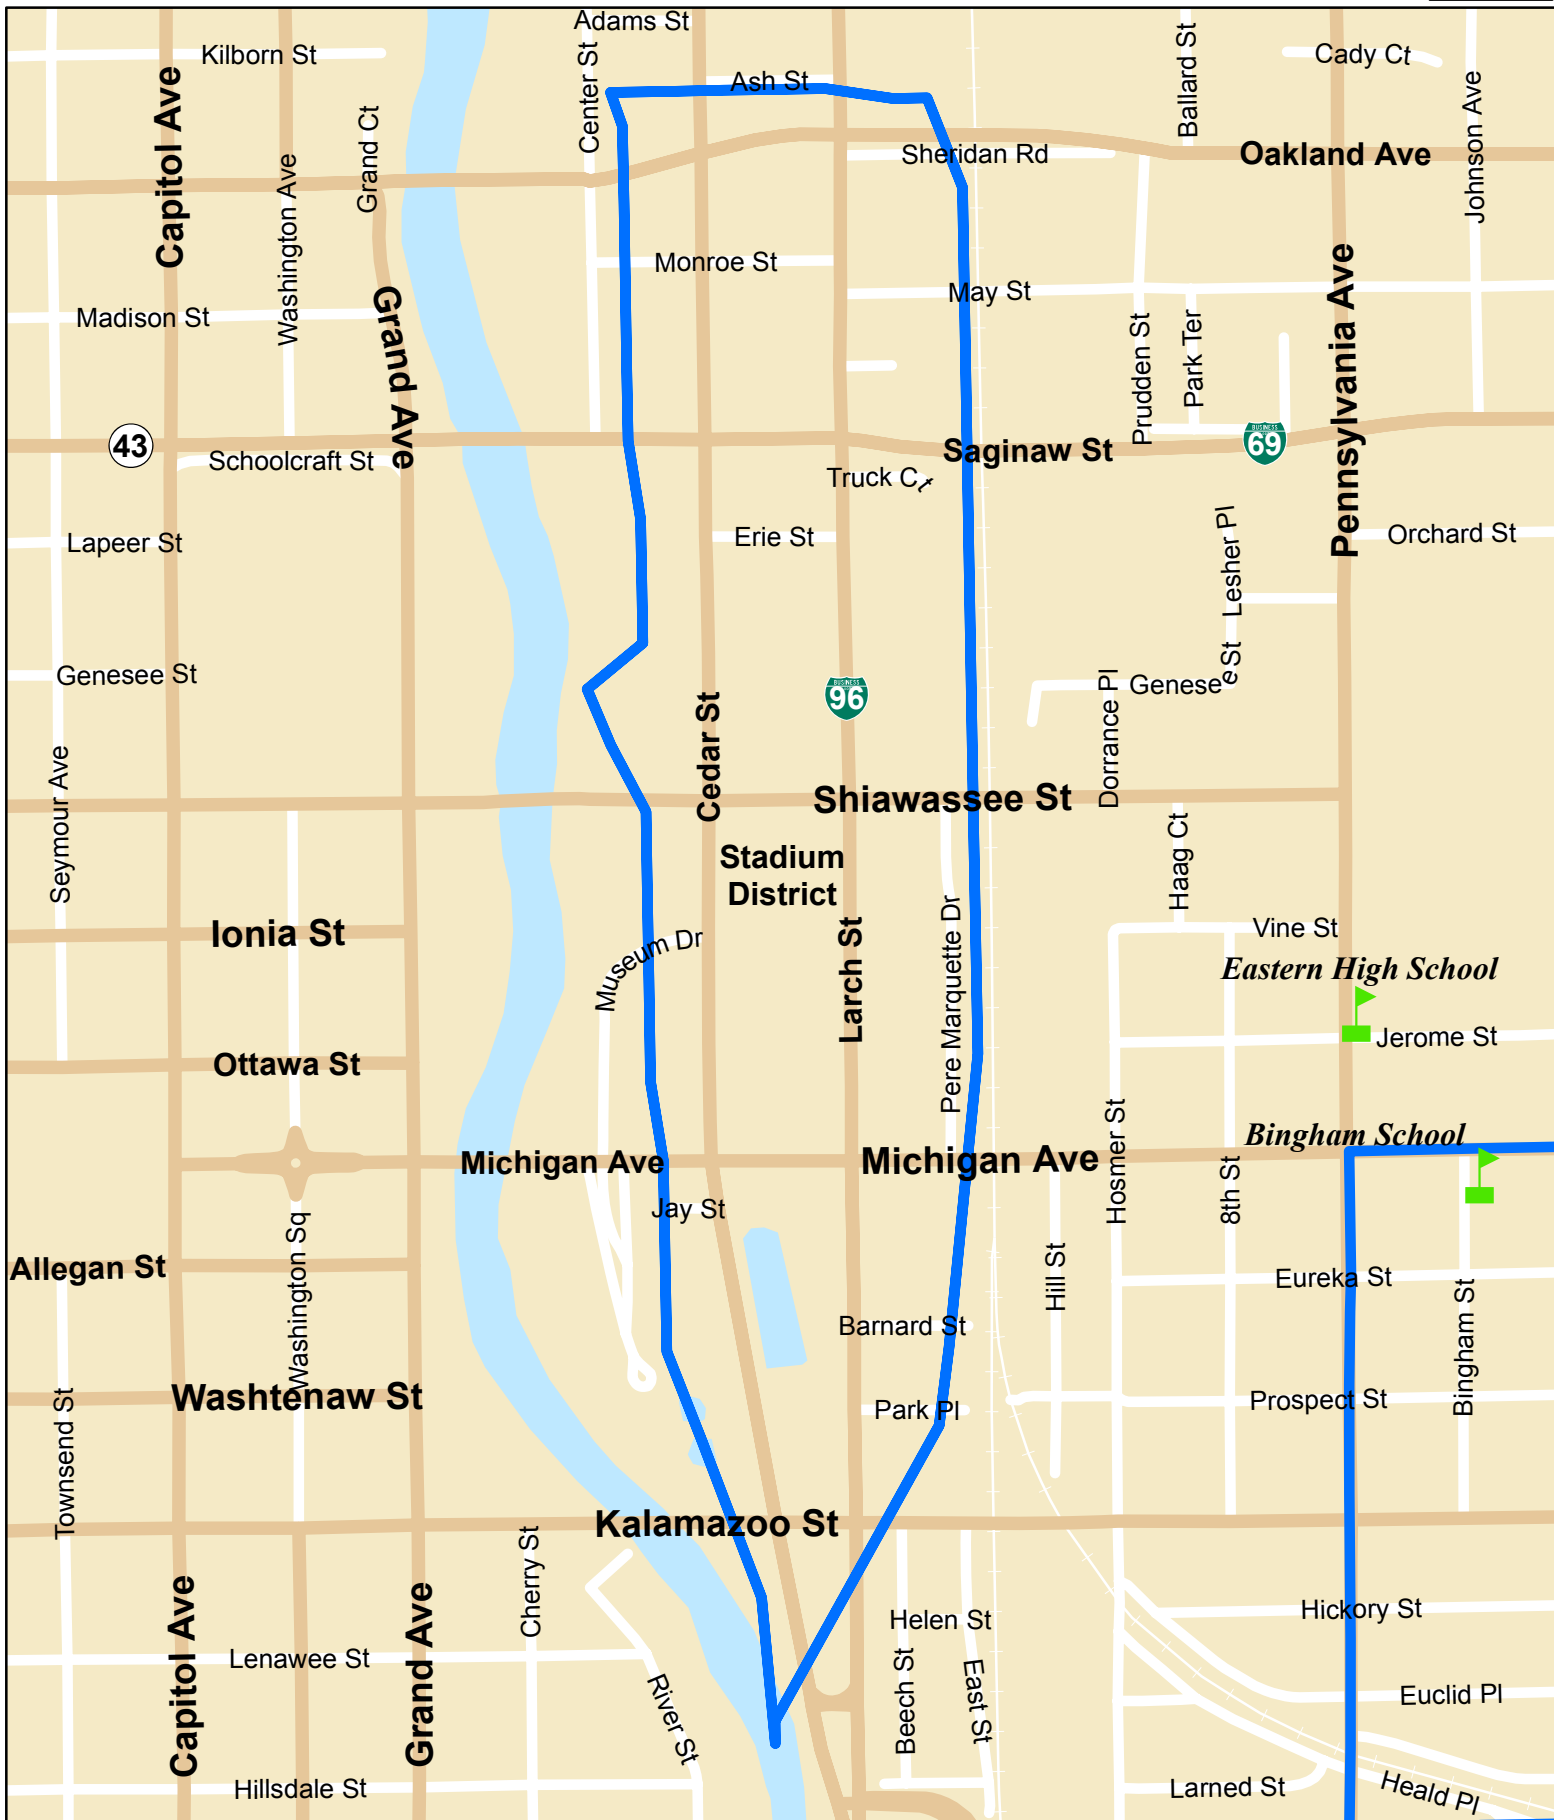 Adams St
Kilborn St
Capitol Ave
Grand Ct
Center St
Ash St
Ballard St
Cady Ct
Johnson Ave
Washington Ave
Sheridan Rd
Oakland Ave
Monroe St
May St
Madison St
Grand Ave
Prudden St
Park Ter
Pennsylvania Ave
43
Schoolcraft St
Saginaw St
BUSINESS
69
Truck Ct
Lapeer St
Erie St
Lesher Pl
Orchard St
Genesee St
Genesee St
Dorrance Pl
BUSINESS
96
Cedar St
Seymour Ave
Shiawassee St
Stadium
District
Haag Ct
Ionia St
Museum Dr
Larch St
Pere Marquette Dr
Vine St
Eastern High School
Jerome St
Ottawa St
Hosmer St
Bingham School
Michigan Ave
Michigan Ave
8th St
Jay St
Washington Sq
Allegan St
Hill St
Eureka St
Barnard St
Bingham St
Washtenaw St
Park Pl
Prospect St
Townsend St
Kalamazoo St
Cherry St
Capitol Ave
Grand Ave
Helen St
Hickory St
Lenawee St
River St
Beech St
East St
Euclid Pl
Hillsdale St
Larned St
Heald Pl